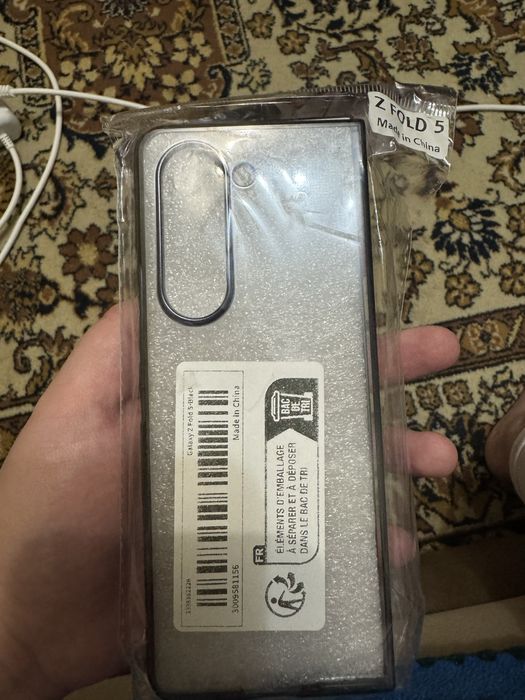 Z FOLD 5
Made in China
Galaxy Z Fold 5-Black
Made in China
3009581156
BAC
DE
TRI
FR
ÉLÉMENTS D'EMBALLAGE
À SÉPARER ET À DÉPOSER
DANS LE BAC DE TRI